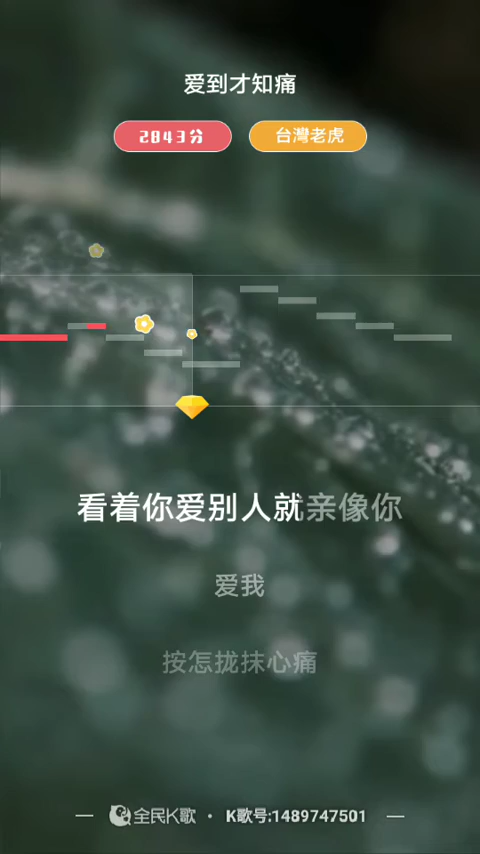 爱到才知痛
2843分
台灣老虎
看着你爱别人就亲像你
爱我
按怎拢抹心痛
全民K歌 · K歌号:1489747501